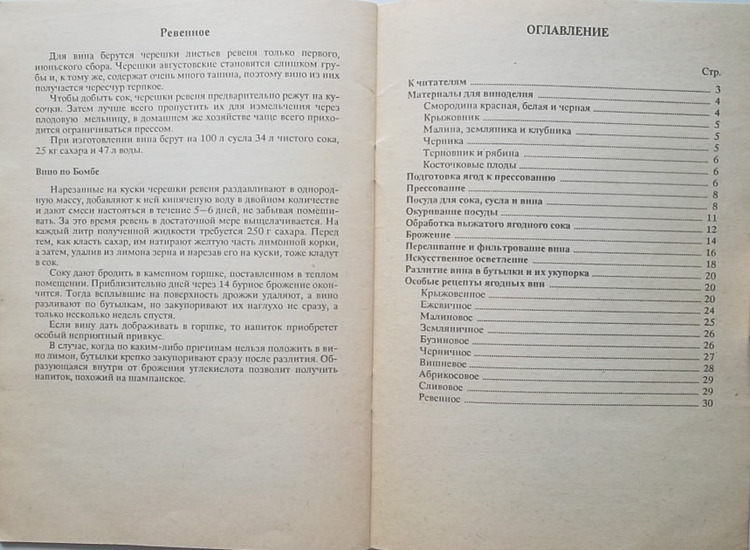 Ревенное
Для вина берутся черешки листьев ревеня только первого,
июньского сбора. Черешки августовские становятся слишком гру-
бы и, к тому же, содержат очень много танина, поэтому вино из них
получается чересчур терпкое.
Чтобы добыть сок, черешки ревеня предварительно режут на ку-
сочки. Затем лучше всего пропустить их для измельчения через
плодовую мельницу, в домашнем же хозяйстве чаще всего прихо-
дится ограничиваться прессом.
При изготовлении вина берут на 100 л сусла 34 л чистого сока,
25 кг сахара и 47 л воды.
Вино по Бомбе
Нарезанные на куски черешки ревеня раздавливают в однород-
ную массу, добавляют к ней кипяченую воду в двойном количестве
и дают смеси настояться в течение 5—6 дней, не забывая помеши-
вать. За это время ревень в достаточной мере выщелачивается. На
каждый литр полученной жидкости требуется 250 г сахара. Перед
тем, как класть сахар, им натирают желтую часть лимонной корки,
а затем, удалив из лимона зерна и нарезав его на куски, тоже кладут
в сок.
Соку дают бродить в каменном горшке, поставленном в теплом
помещении. Приблизительно дней через 14 бурное брожение окон-
чится. Тогда всплывшие на поверхность дрожжи удаляют, а вино
разливают по бутылкам, но закупоривают их наглухо не сразу, а
только несколько недель спустя.
Если вину дать дображивать в горшке, то напиток приобретет
особый неприятный привкус.
В случае, когда по каким-либо причинам нельзя положить в ви-
но лимон, бутылки крепко закупоривают сразу после разлития. Об-
разующаяся внутри от брожения углекислота позволит получить
напиток, похожий на шампанское.
ОГЛАВЛЕНИЕ
Стр.
К читателям 3
Материалы для виноделия 4
Смородина красная, белая и черная 4
Крыжовник 5
Малина, земляника и клубника 5
Черника 5
Терновник и рябина 6
Косточковые плоды 6
Подготовка ягод к прессованию 6
Прессование 8
Посуда для сока, сусла и вина 8
Окуривание посуды 11
Обработка выжатого ягодного сока 12
Брожение 14
Переливание и фильтрование вина 16
Искусственное осветление 18
Разлитие вина в бутылки и их укупорка 20
Особые рецепты ягодных вин 20
Крыжовенное 20
Ежевичное 24
Малиновое 25
Земляничное 26
Бузиновое 26
Черничное 27
Вишневое 28
Абрикосовое 29
Сливовое 29
Ревенное 30